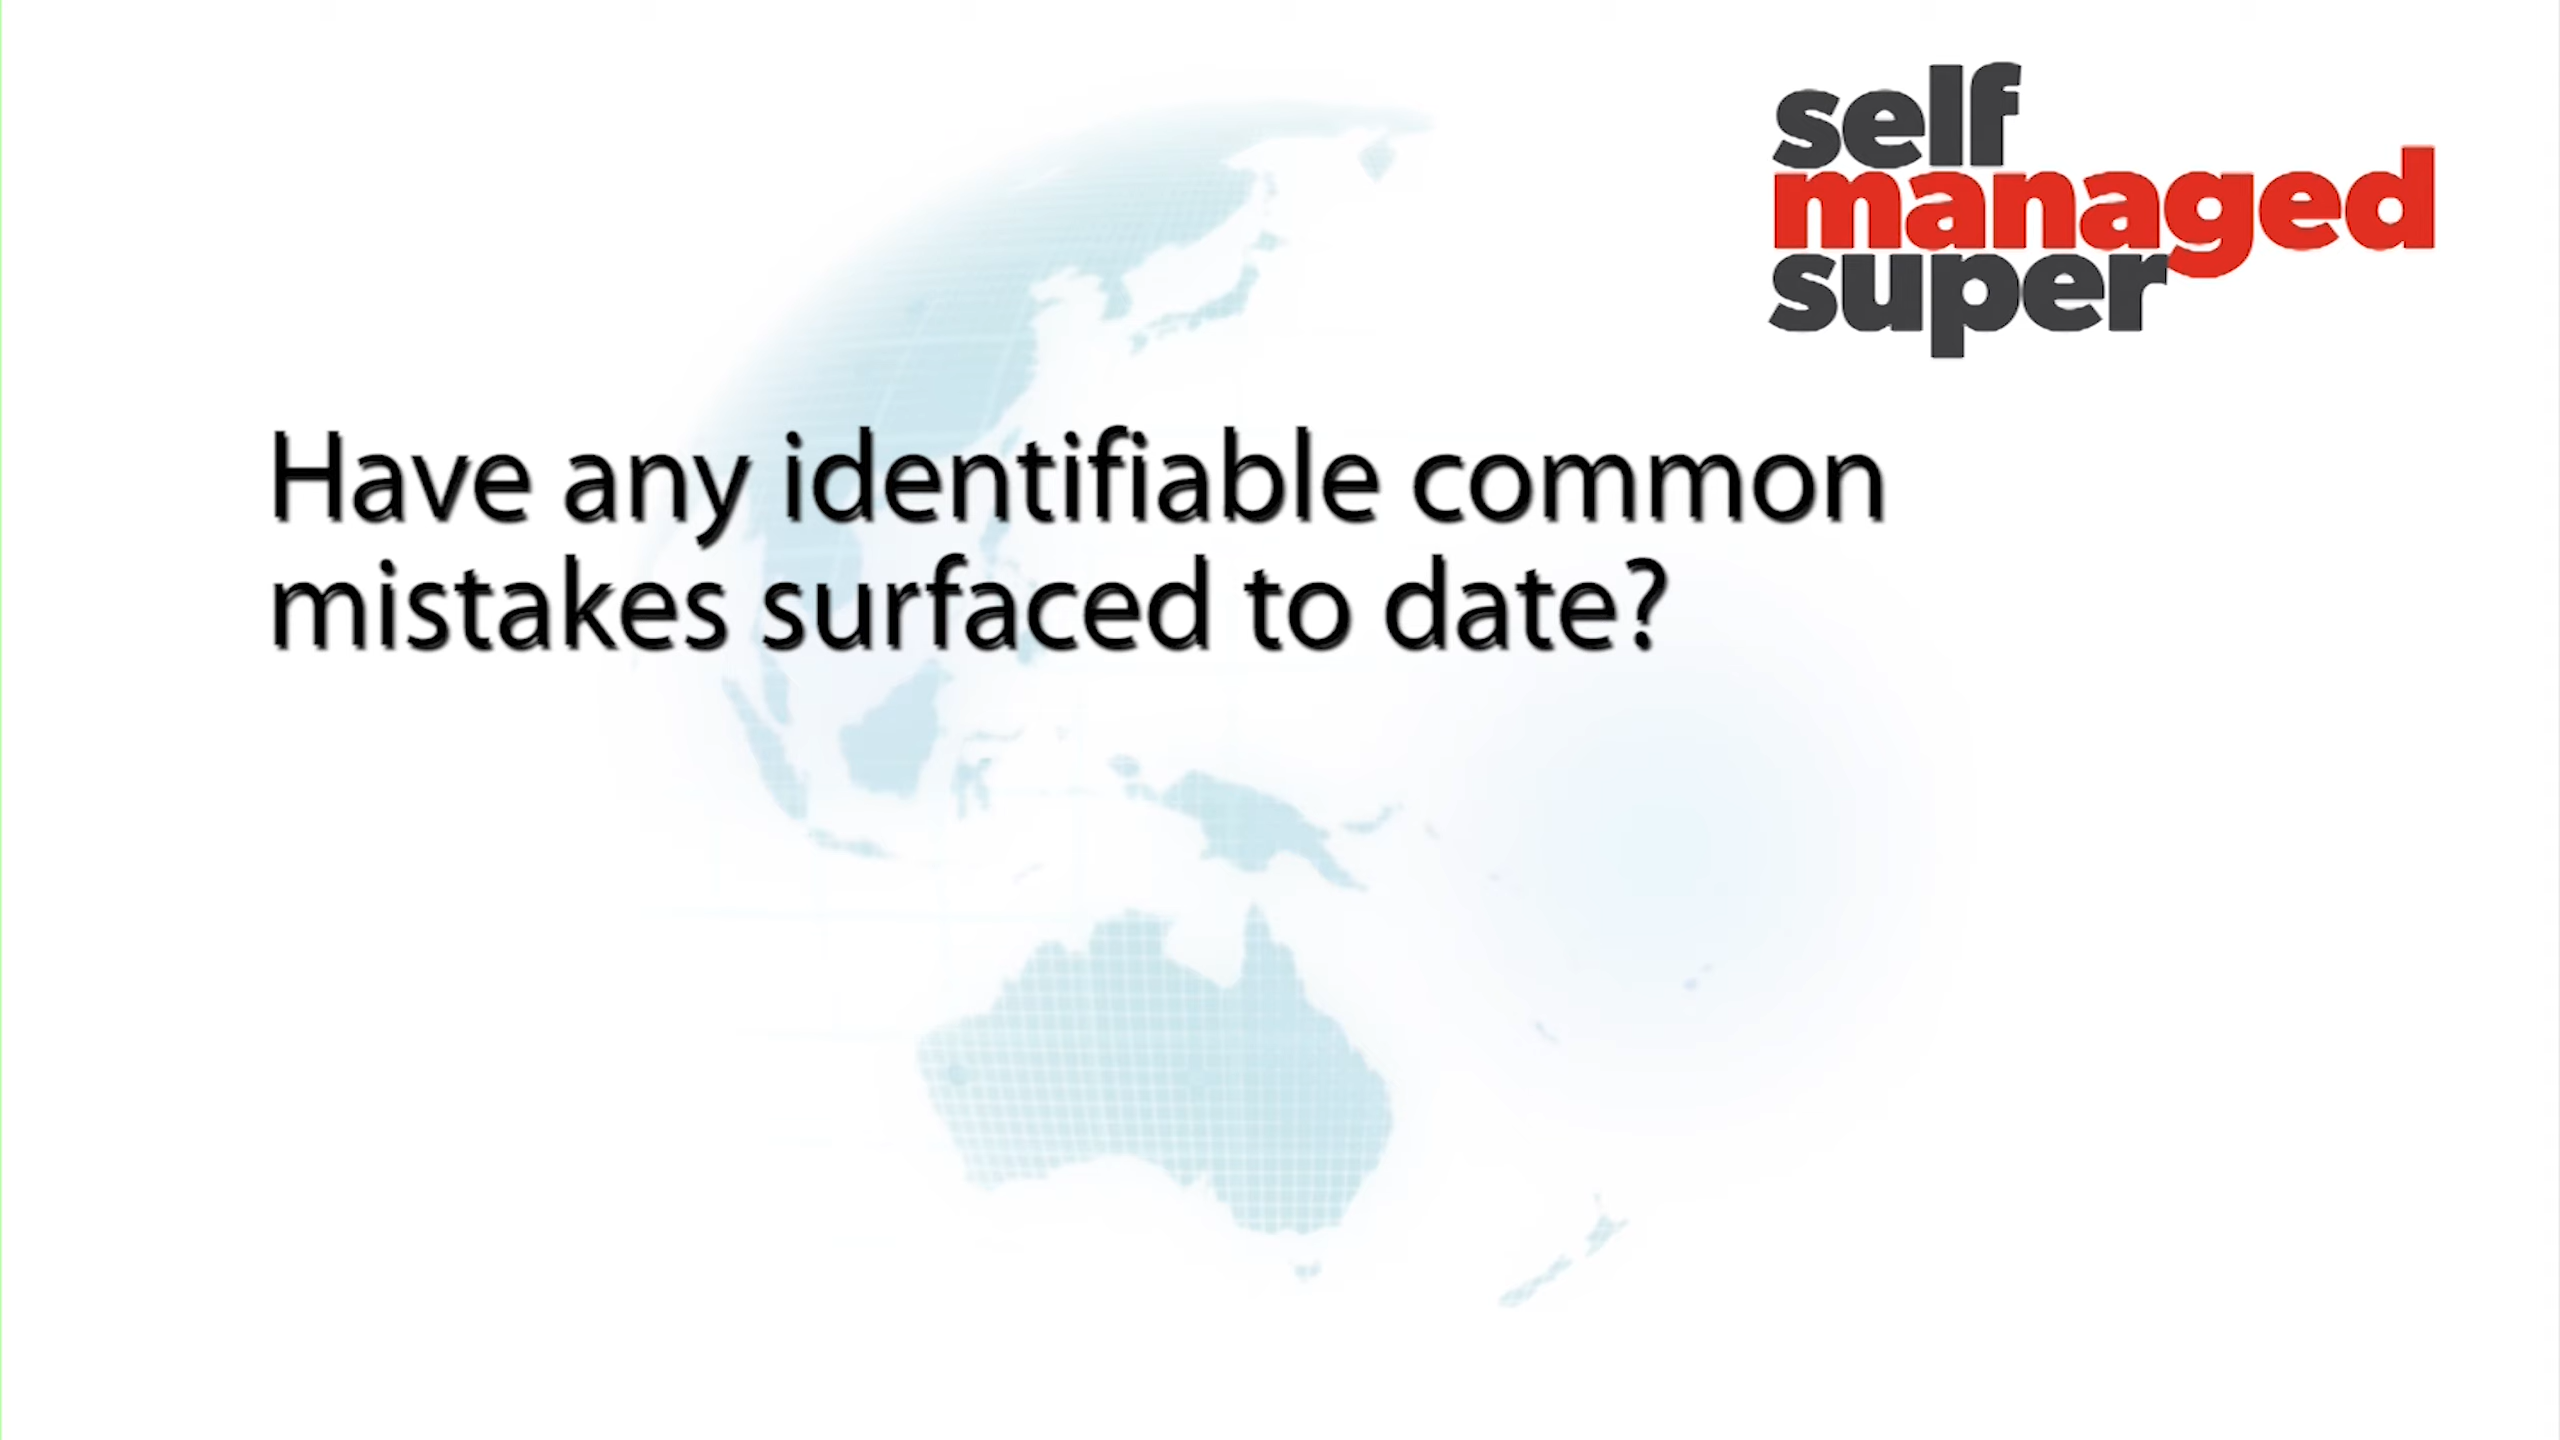 self
managed
super
Have any identifiable common
mistakes surfaced to date?